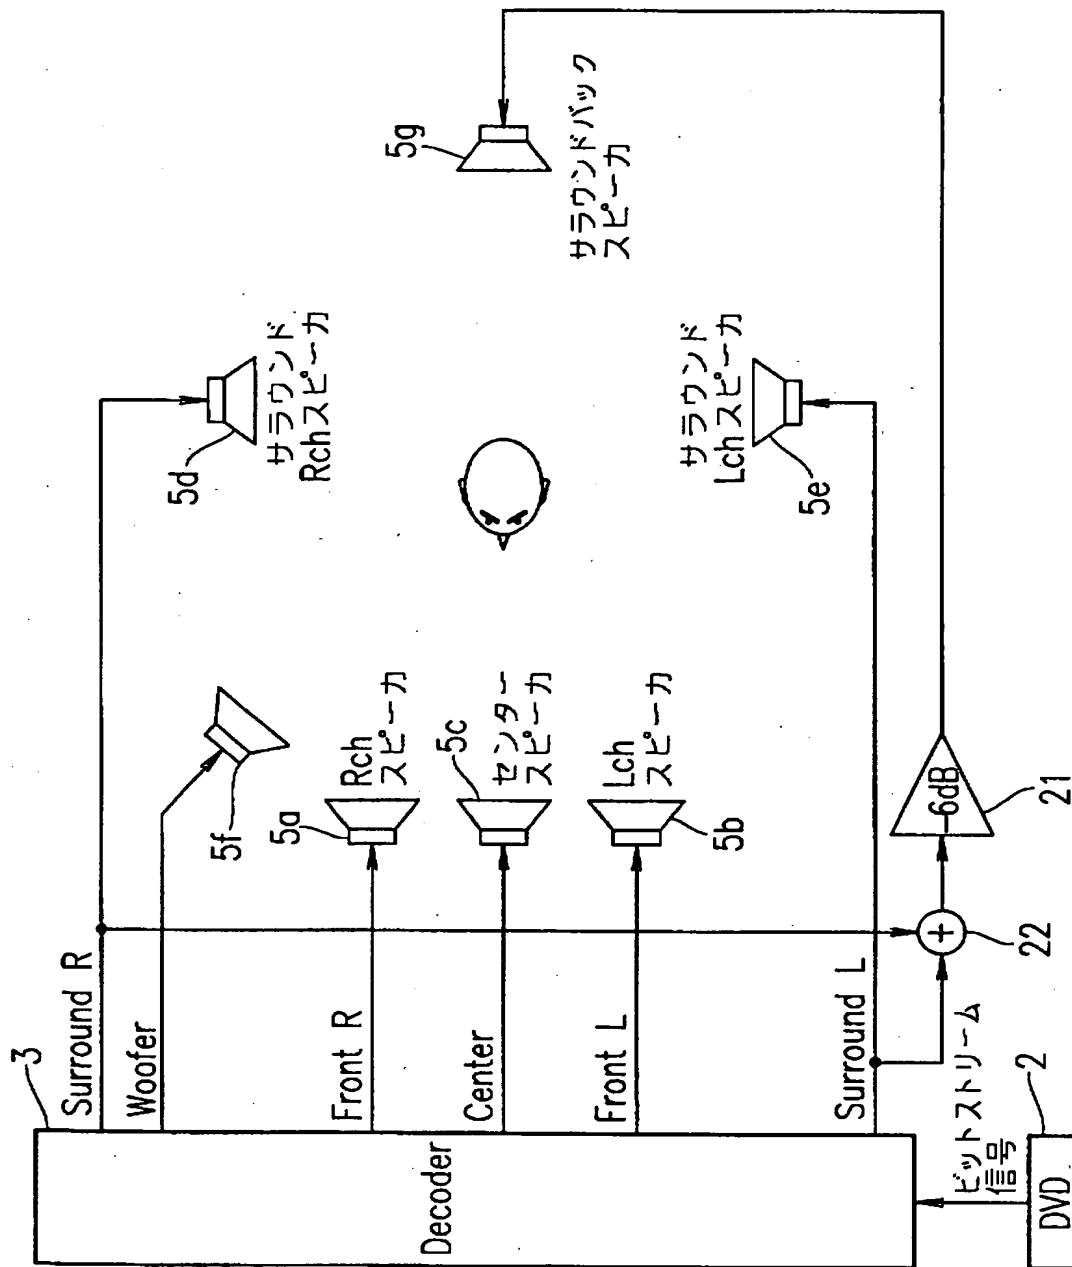 3
Decoder
DVD
2
ビットストリーム
信号
Surround R
Woofer
Front R
Center
Front L
Surround L
22
-6dB
21
5f
5a
Rch
スピーカ
5c
センター
スピーカ
Lch
スピーカ
5b
5d
サラウンド
Rchスピーカ
サラウンド
Lchスピーカ
5e
5g
サラウンドバック
スピーカ